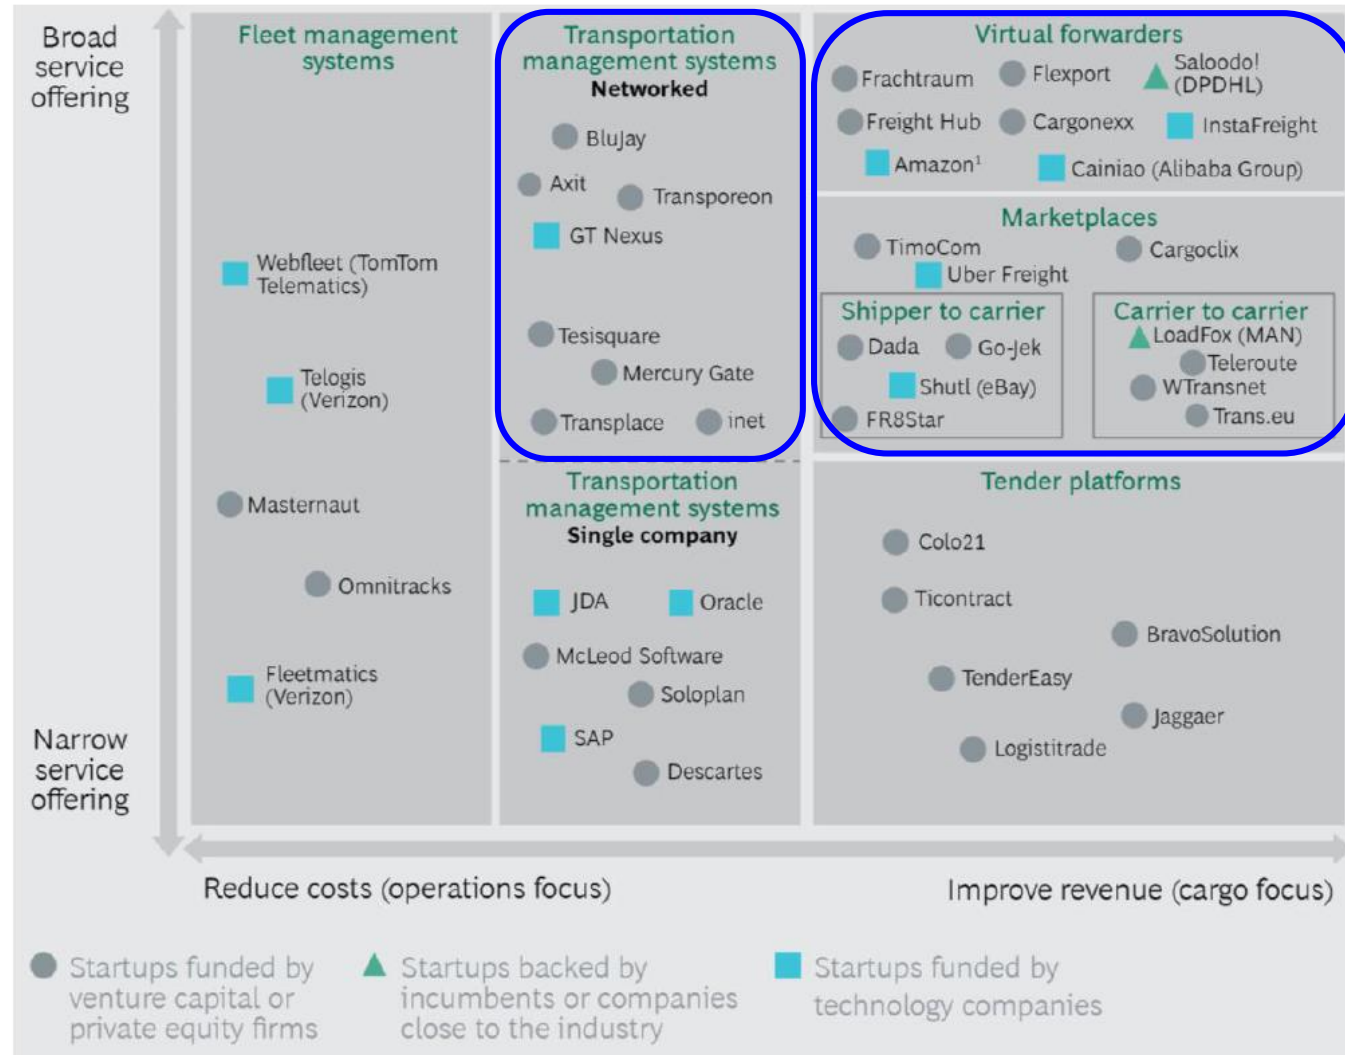 Broad
service
offering
Fleet management
systems
Webfleet (TomTom
Telematics)
Telogis
(Verizon)
Masternaut
Omnitracks
Fleetmatics
(Verizon)
Transportation
management systems
Networked
BluJay
Axit
Transporeon
GT Nexus
Tesisquare
Mercury Gate
Transplace
inet
Transportation
management systems
Single company
JDA
Oracle
McLeod Software
Soloplan
SAP
Descartes
Virtual forwarders
Frachtraum
Flexport
Saloodo!
(DPDHL)
Freight Hub
Cargonexx
InstaFreight
Amazon¹
Cainiao (Alibaba Group)
Marketplaces
TimoCom
Cargoclix
Uber Freight
Shipper to carrier
Dada
Go-Jek
Shutl (eBay)
FR8Star
Carrier to carrier
LoadFox (MAN)
Teleroute
WTransnet
Trans.eu
Tender platforms
Colo21
Ticontract
BravoSolution
TenderEasy
Jaggaer
Logistitrade
Narrow
service
offering
Reduce costs (operations focus)
Improve revenue (cargo focus)
Startups funded by
venture capital or
private equity firms
Startups backed by
incumbents or companies
close to the industry
Startups funded by
technology companies